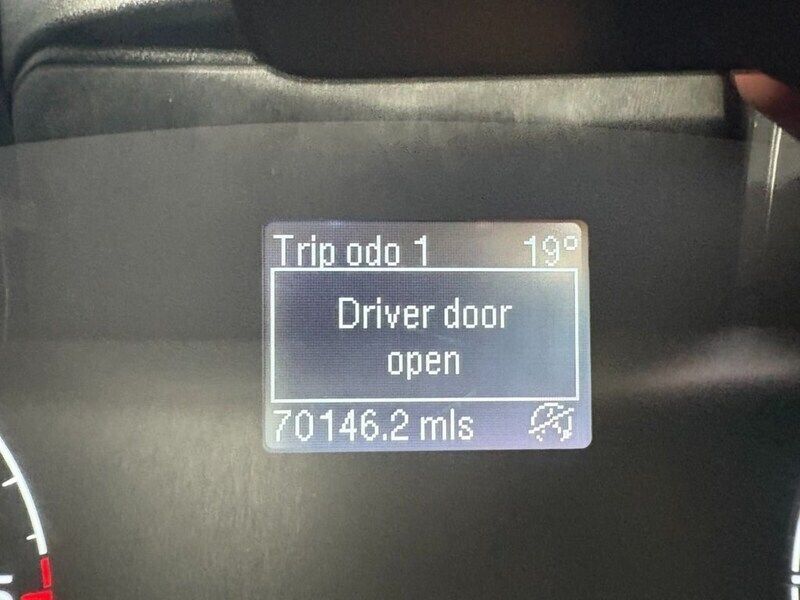 Trip odo 1 19°
Driver door
open
70146.2 mls